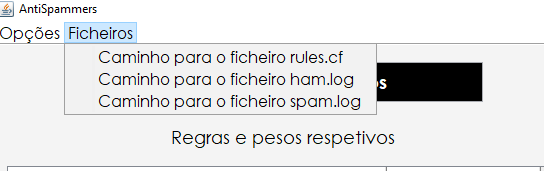 AntiSpammers
Opções Ficheiros
Caminho para o ficheiro rules.cf
Caminho para o ficheiro ham.log
Caminho para o ficheiro spam.log
Regras e pesos respetivos